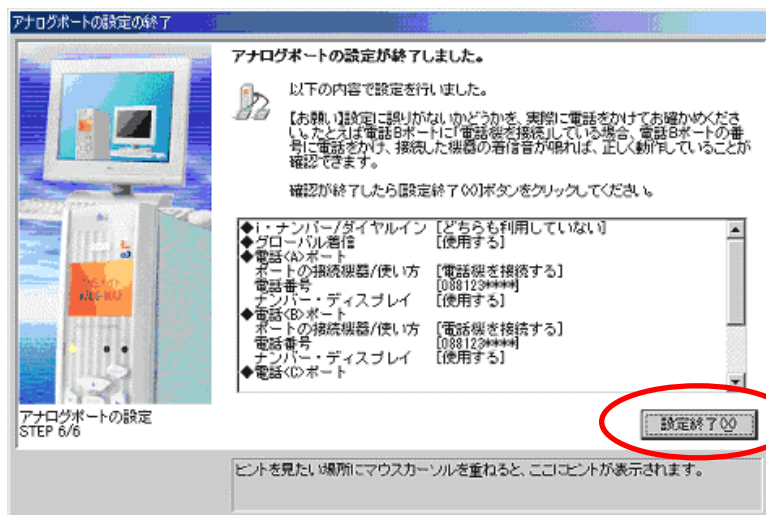 アナログポートの設定の終了
アナログポートの設定が終了しました。
以下の内容で設定を行いました。
【お願い】設定に誤りがないかどうかを、実際に電話をかけてお確かめくださ
い。たとえば電話Bポートに「電話機を接続」している場合、電話Bポートの番
号に電話をかけ、接続した機器の着信音が鳴れば、正しく動作していることが
確認できます。
確認が終了したら[設定終了(X)]ボタンをクリックしてください。
◆i・ナンバー/ダイヤルイン [どちらも利用していない]
◆グローバル着信 [使用する]
◆電話<A>ポート
ポートの接続機器/使い方 [電話機を接続する]
電話番号 [088123****]
ナンバー・ディスプレイ [使用する]
◆電話<B>ポート
ポートの接続機器/使い方 [電話機を接続する]
電話番号 [088123****]
ナンバー・ディスプレイ [使用する]
◆電話<C>ポート
アナログポートの設定
STEP 6/6
設定終了(X)
ヒントを見たい場所にマウスカーソルを重ねると、ここにヒントが表示されます。